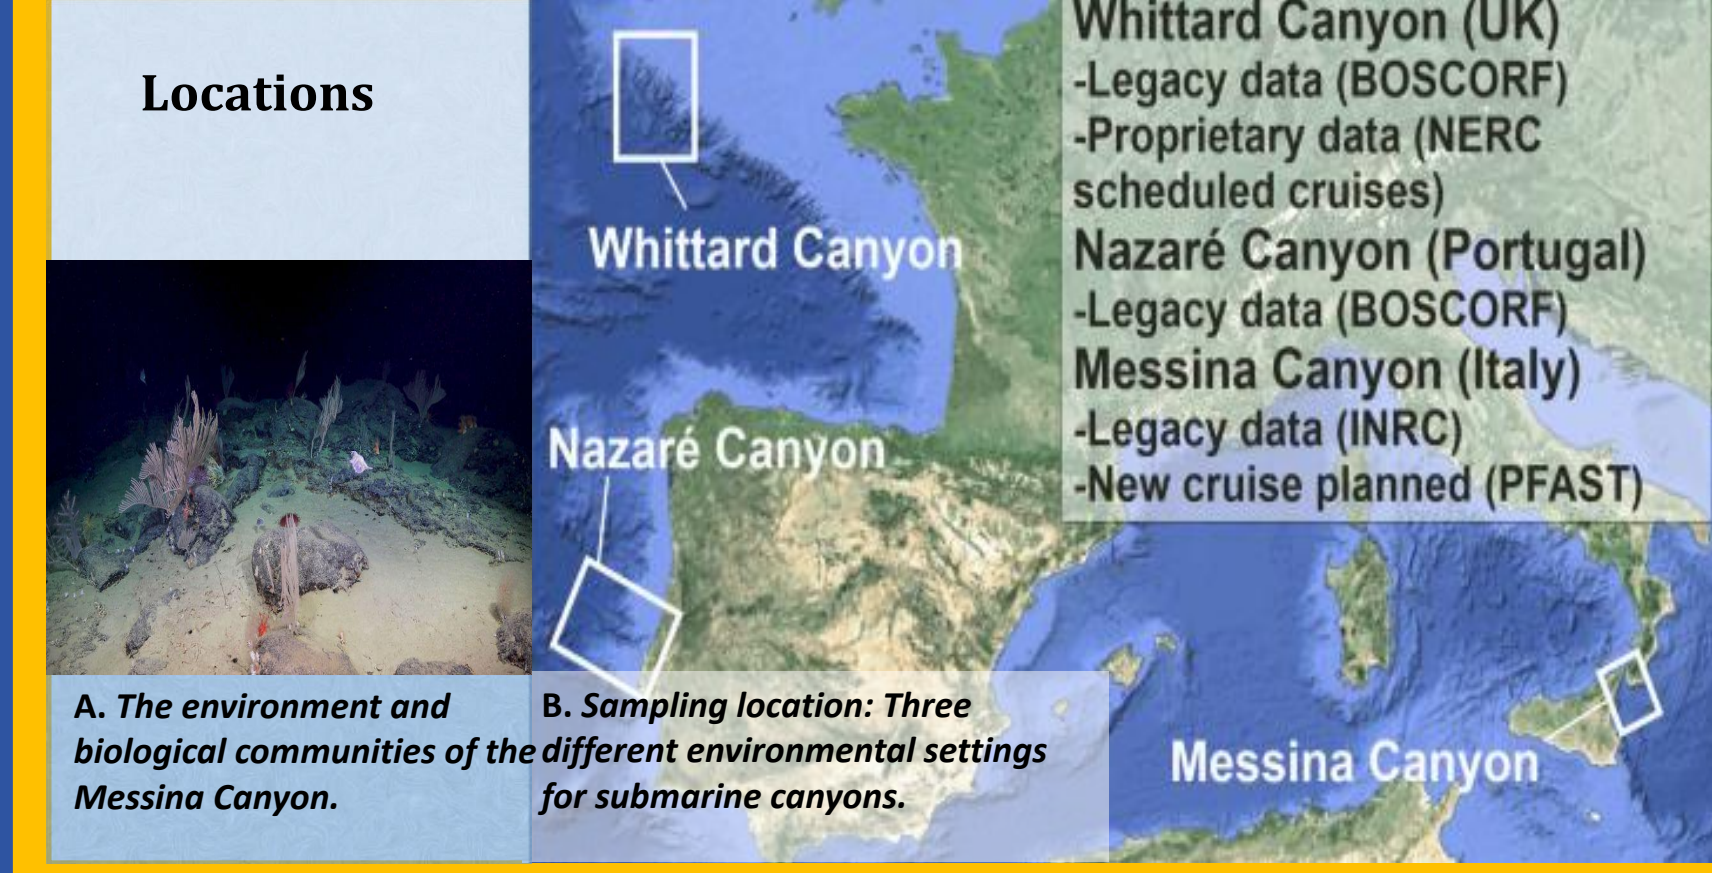 Locations
Whittard Canyon (UK)
-Legacy data (BOSCORF)
-Proprietary data (NERC
scheduled cruises)
Nazaré Canyon (Portugal)
-Legacy data (BOSCORF)
Messina Canyon (Italy)
-Legacy data (INRC)
-New cruise planned (PFAST)
Whittard Canyon
Nazaré Canyon
Messina Canyon
A. The environment and
biological communities of the
Messina Canyon.
B. Sampling location: Three
different environmental settings
for submarine canyons.